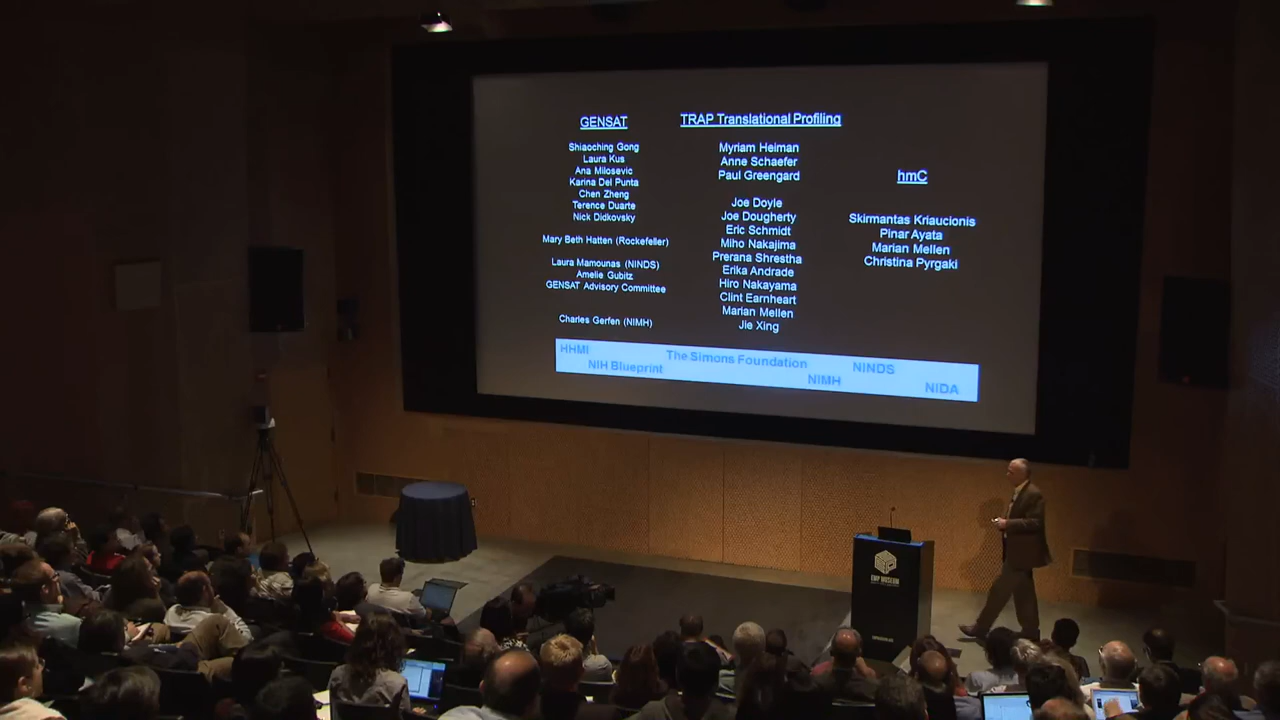 GENSAT
Shiaoching Gong
Laura Kus
Ana Milosevic
Karina Del Punta
Chen Zheng
Terence Duarte
Nick Didkovsky
Mary Beth Hatten (Rockefeller)
Laura Mamounas (NINDS)
Amelie Gubitz
GENSAT Advisory Committee
Charles Gerfen (NIMH)
TRAP Translational Profiling
Myriam Heiman
Anne Schaefer
Paul Greengard
Joe Doyle
Joe Dougherty
Eric Schmidt
Miho Nakajima
Prerana Shrestha
Erika Andrade
Hiro Nakayama
Clint Earnheart
Marian Mellen
Jie Xing
hmC
Skirmantas Kriaucionis
Pinar Ayata
Marian Mellen
Christina Pyrgaki
HHMI
NIH Blueprint
The Simons Foundation
NIMH
NINDS
NIDA
EMP MUSEUM